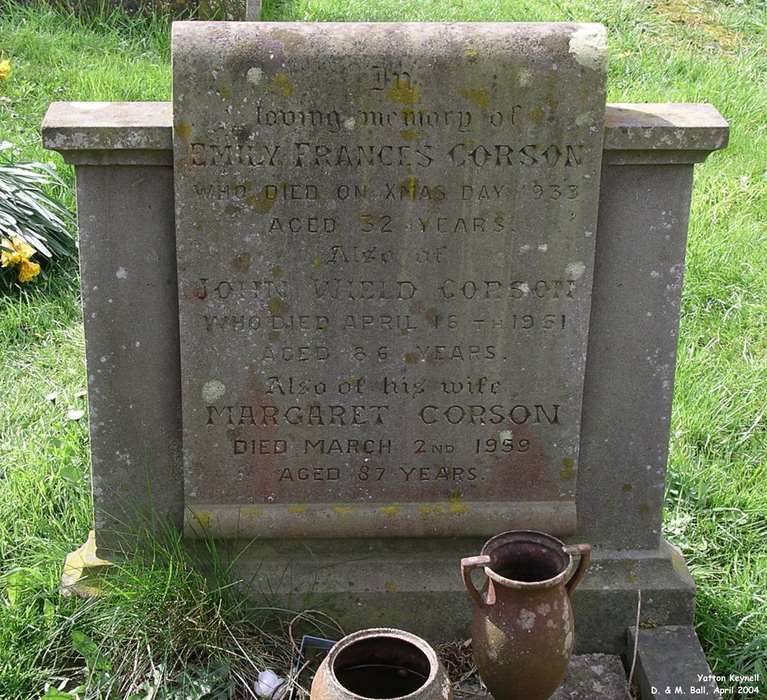 In
loving memory of
EMILY FRANCES CORSON
WHO DIED ON XMAS DAY 1933
AGED 32 YEARS.
Also of
JOHN WIELD CORSON
WHO DIED APRIL 16TH 1951
AGED 86 YEARS.
Also of his wife
MARGARET CORSON
DIED MARCH 2ND 1959
AGED 87 YEARS.
Yatton Keynell
D. & M. Ball, April 2004